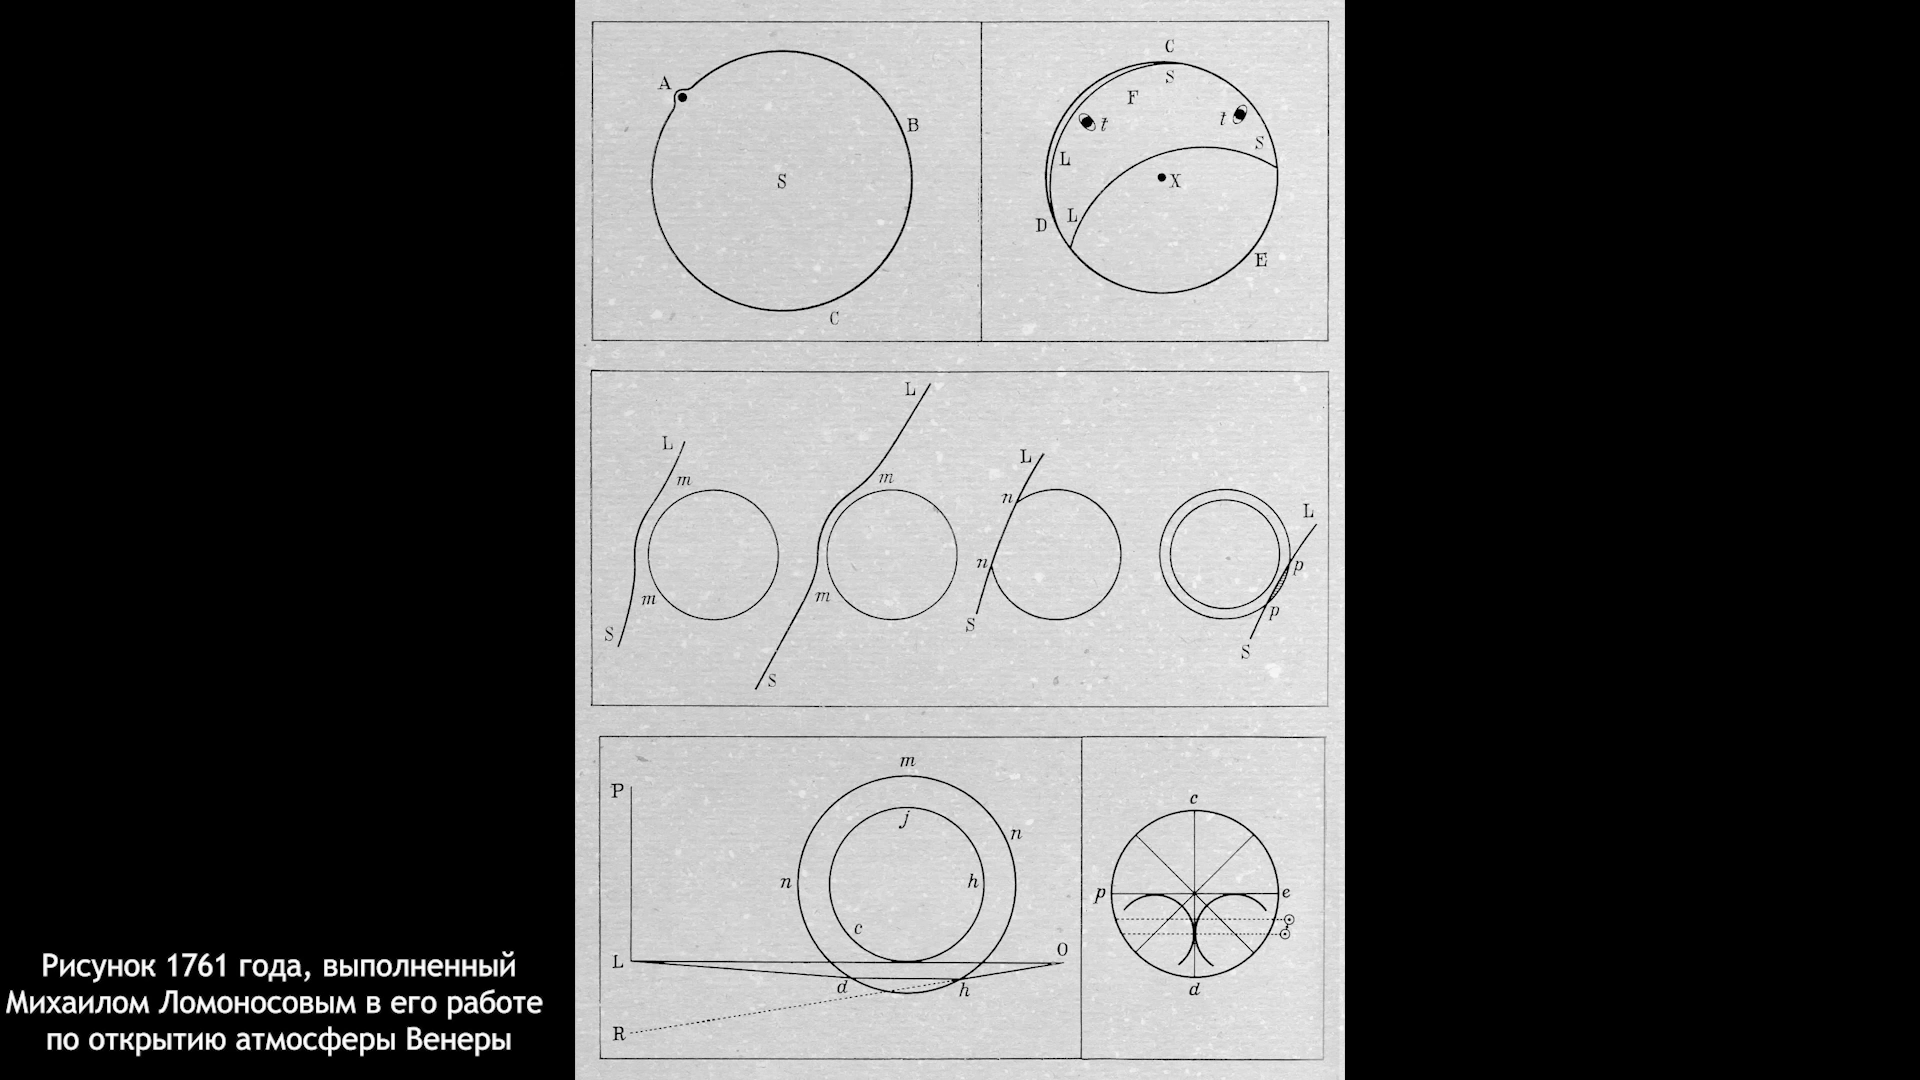 A
B
S
C
C
S
F
t
t
S
L
X
L
D
E
L
m
m
S
L
m
m
S
L
n
n
S
L
p
p
S
m
P
j
n
n
h
c
L
O
d
h
R
c
p
e
d
Рисунок 1761 года, выполненный
Михаилом Ломоносовым в его работе
по открытию атмосферы Венеры